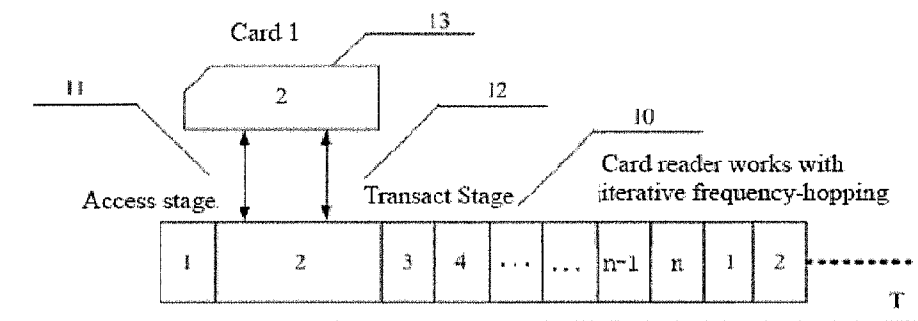 Card 1
13
11
2
12
10
Card reader works with
iterative frequency-hopping
Access stage.
Transact Stage
1 2 3 4 ... ... n-1 n 1 2
T